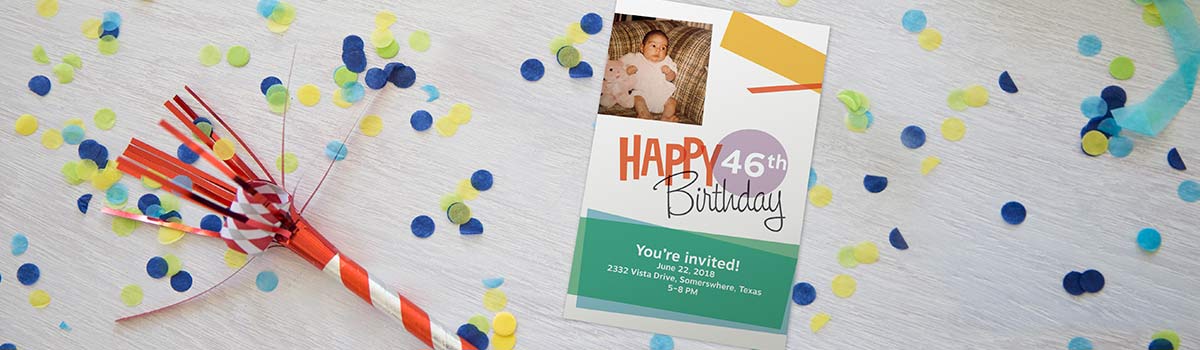 HAPPY 46th
Birthday
You're invited!
June 22, 2018
2332 Vista Drive, Somerswhere, Texas
5-8 PM